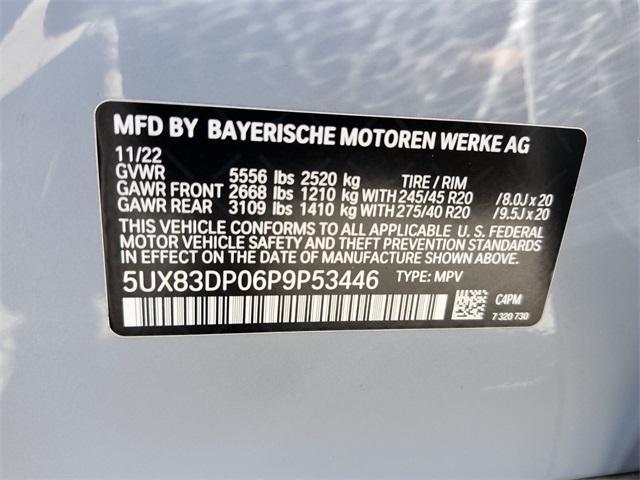 MFD BY BAYERISCHE MOTOREN WERKE AG
11/22
GVWR 5556 lbs 2520 kg TIRE / RIM
GAWR FRONT 2668 lbs 1210 kg WITH 245/45 R20 /8.0J x 20
GAWR REAR 3109 lbs 1410 kg WITH 275/40 R20 /9.5J x 20
THIS VEHICLE CONFORMS TO ALL APPLICABLE U. S. FEDERAL
MOTOR VEHICLE SAFETY AND THEFT PREVENTION STANDARDS
IN EFFECT ON THE DATE OF MANUFACTURE SHOWN ABOVE.
5UX83DP06P9P53446 TYPE: MPV
C4PM
7 320 730